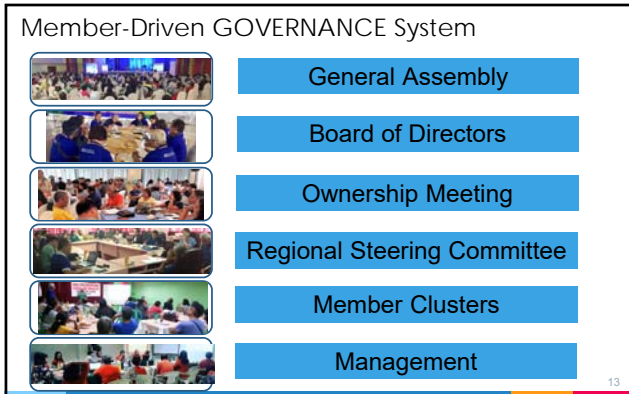 Member-Driven GOVERNANCE System
General Assembly
Board of Directors
Ownership Meeting
Regional Steering Committee
Member Clusters
Management
13